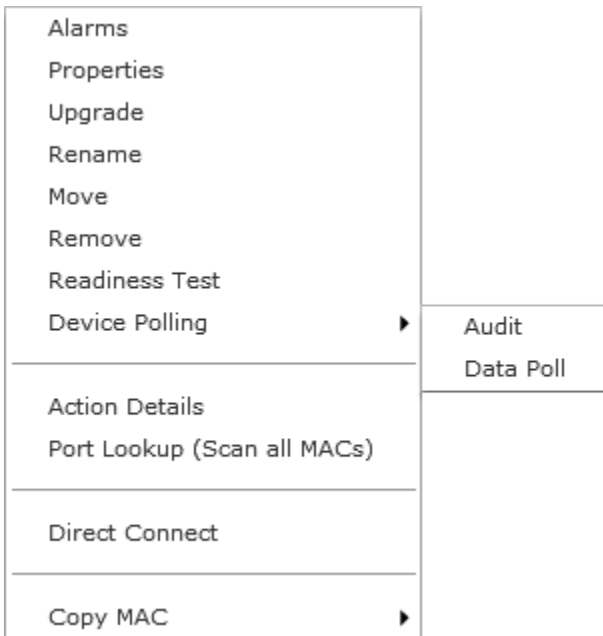 Alarms
Properties
Upgrade
Rename
Move
Remove
Readiness Test
Device Polling
Audit
Data Poll
Action Details
Port Lookup (Scan all MACs)
Direct Connect
Copy MAC